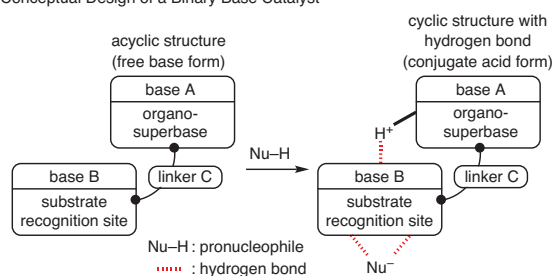 Conceptual Design of a Binary Base Catalyst
acyclic structure
(free base form)
base A
organo-
superbase
base B
substrate
recognition site
linker C
Nu–H
cyclic structure with
hydrogen bond
(conjugate acid form)
base A
organo-
superbase
H+
base B
substrate
recognition site
linker C
Nu–
Nu–H : pronucleophile
: hydrogen bond